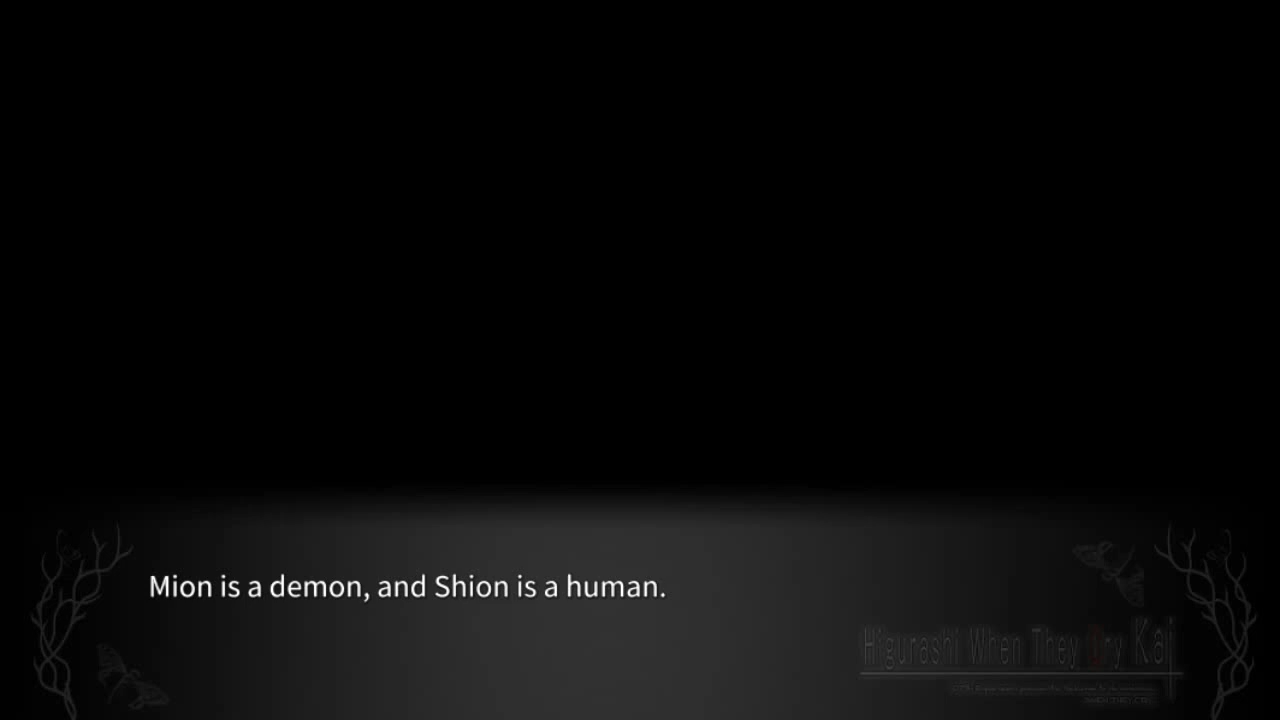 Mion is a demon, and Shion is a human.
Higurashi When They Cry Kai